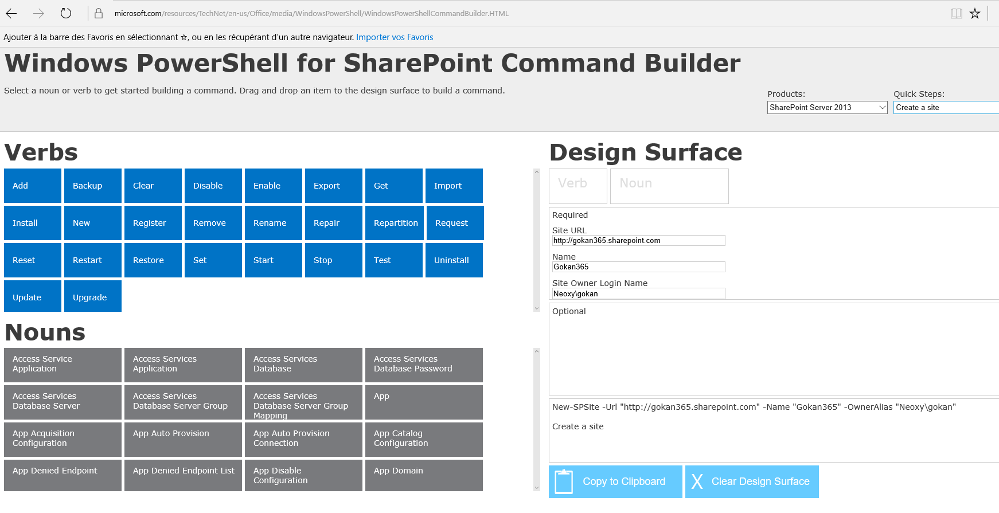 microsoft.com/resources/TechNet/en-us/Office/media/WindowsPowerShell/WindowsPowerShellCommandBuilder.HTML
Ajouter à la barre des Favoris en sélectionnant ☆, ou en les récupérant d'un autre navigateur. Importer vos Favoris
Windows PowerShell for SharePoint Command Builder
Select a noun or verb to get started building a command. Drag and drop an item to the design surface to build a command.
Products:
SharePoint Server 2013
Quick Steps:
Create a site
Verbs
Add
Backup
Clear
Disable
Enable
Export
Get
Import
Install
New
Register
Remove
Rename
Repair
Repartition
Request
Reset
Restart
Restore
Set
Start
Stop
Test
Uninstall
Update
Upgrade
Nouns
Access Service
Application
Access Services
Application
Access Services
Database
Access Services
Database Password
Access Services
Database Server
Access Services
Database Server Group
Access Services
Database Server Group
Mapping
App
App Acquisition
Configuration
App Auto Provision
App Auto Provision
Connection
App Catalog
Configuration
App Denied Endpoint
App Denied Endpoint List
App Disable
Configuration
App Domain
Design Surface
Verb
Noun
Required
Site URL
http://gokan365.sharepoint.com
Name
Gokan365
Site Owner Login Name
Neoxy\gokan
Optional
New-SPSite -Url "http://gokan365.sharepoint.com" -Name "Gokan365" -OwnerAlias "Neoxy\gokan"
Create a site
Copy to Clipboard
X Clear Design Surface